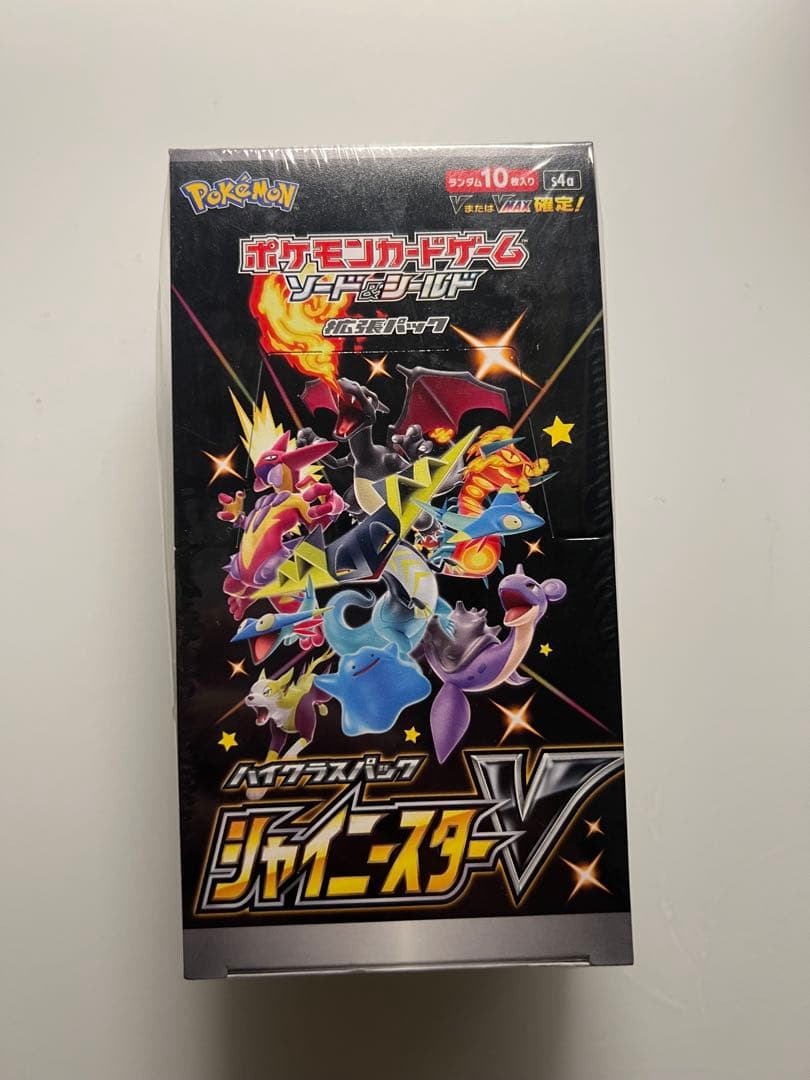 POKéMON
ランダム10枚入り s4a
VまたはVMAX確定!
ポケモンカードゲーム
ソード&シールド
拡張パック
ハイクラスパック
シャイニースターV